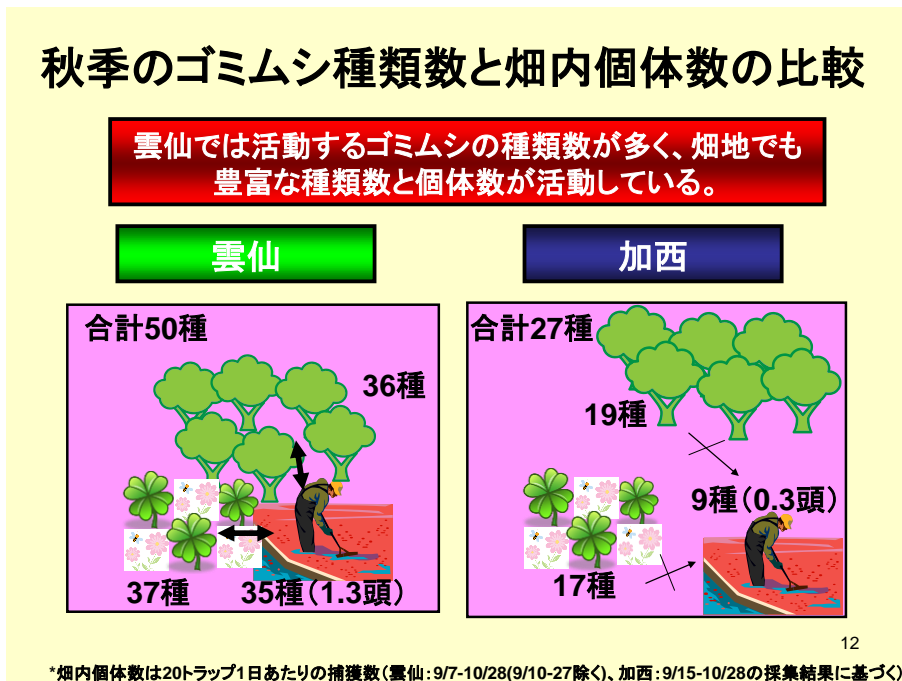 秋季のゴミムシ種類数と畑内個体数の比較
雲仙では活動するゴミムシの種類数が多く、畑地でも
豊富な種類数と個体数が活動している。
雲仙
加西
合計50種
36種
37種
35種（1.3頭）
合計27種
19種
9種（0.3頭）
17種
12
*畑内個体数は20トラップ1日あたりの捕獲数（雲仙：9/7-10/28(9/10-27除く)、加西：9/15-10/28の採集結果に基づく）